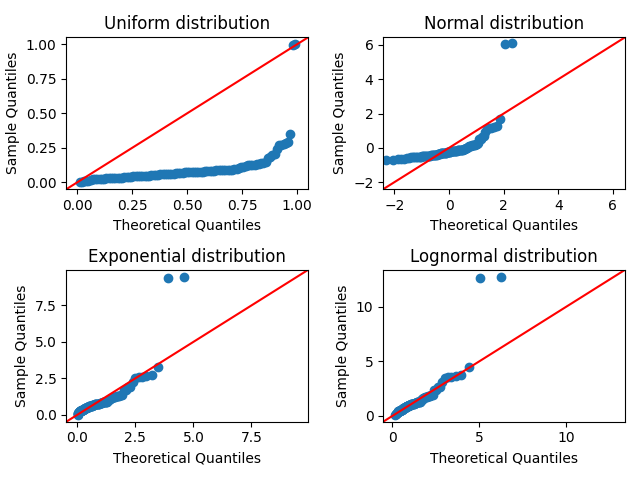 Uniform distribution
Normal distribution
Sample Quantiles
1.00
0.75
0.50
0.25
0.00
0.00 0.25 0.50 0.75 1.00
Theoretical Quantiles
Sample Quantiles
6
4
2
0
−2
−2 0 2 4 6
Theoretical Quantiles
Exponential distribution
Lognormal distribution
Sample Quantiles
7.5
5.0
2.5
0.0
0.0 2.5 5.0 7.5
Theoretical Quantiles
Sample Quantiles
10
5
0
0 5 10
Theoretical Quantiles